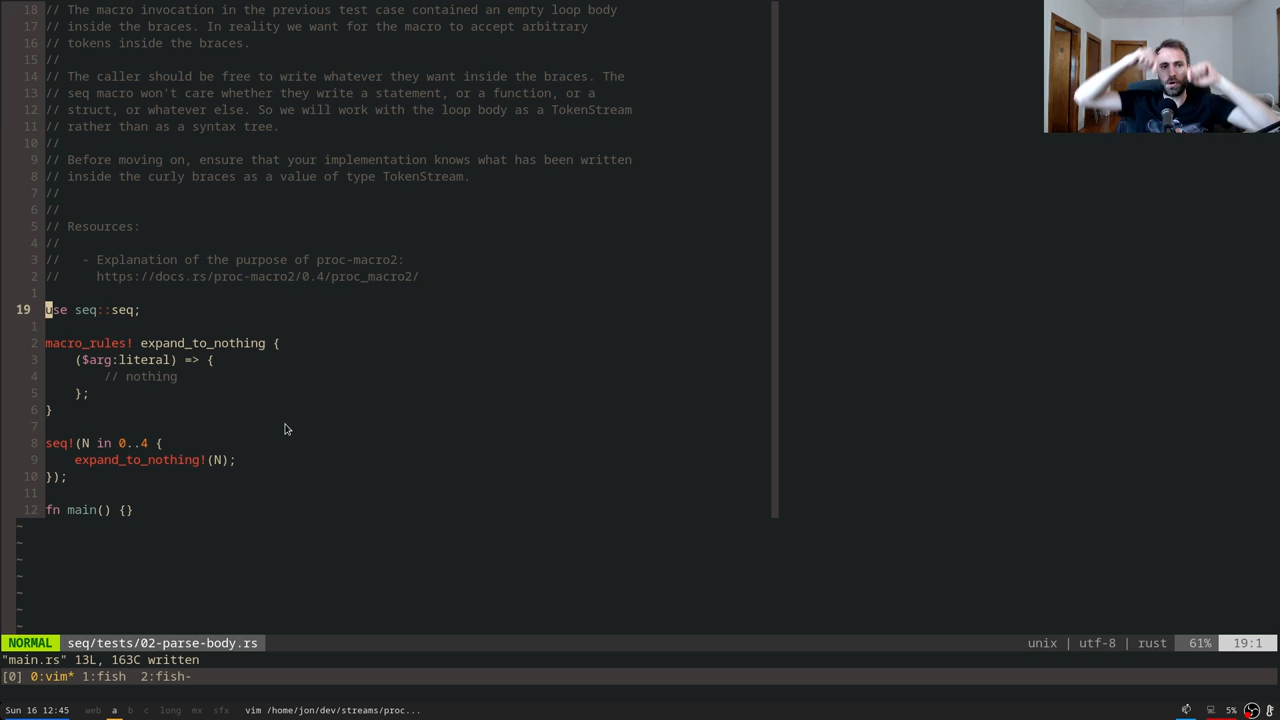 18 // The macro invocation in the previous test case contained an empty loop body
17 // inside the braces. In reality we want for the macro to accept arbitrary
16 // tokens inside the braces.
15 //
14 // The caller should be free to write whatever they want inside the braces. The
13 // seq macro won't care whether they write a statement, or a function, or a
12 // struct, or whatever else. So we will work with the loop body as a TokenStream
11 // rather than as a syntax tree.
10 //
9 // Before moving on, ensure that your implementation knows what has been written
8 // inside the curly braces as a value of type TokenStream.
7 //
6 //
5 // Resources:
4 //
3 //   - Explanation of the purpose of proc-macro2:
2 //     https://docs.rs/proc-macro2/0.4/proc_macro2/
1
19 use seq::seq;
1
2 macro_rules! expand_to_nothing {
3     ($arg:literal) => {
4         // nothing
5     };
6 }
7
8 seq!(N in 0..4 {
9     expand_to_nothing!(N);
10 });
11
12 fn main() {}
~
~
~
~
~
~
~
NORMAL seq/tests/02-parse-body.rs unix | utf-8 | rust 61% 19:1
"main.rs" 13L, 163C written
[0] 0:vim* 1:fish 2:fish-
Sun 16 12:45 web a b c long mx sfx vim /home/jon/dev/streams/proc... 5%